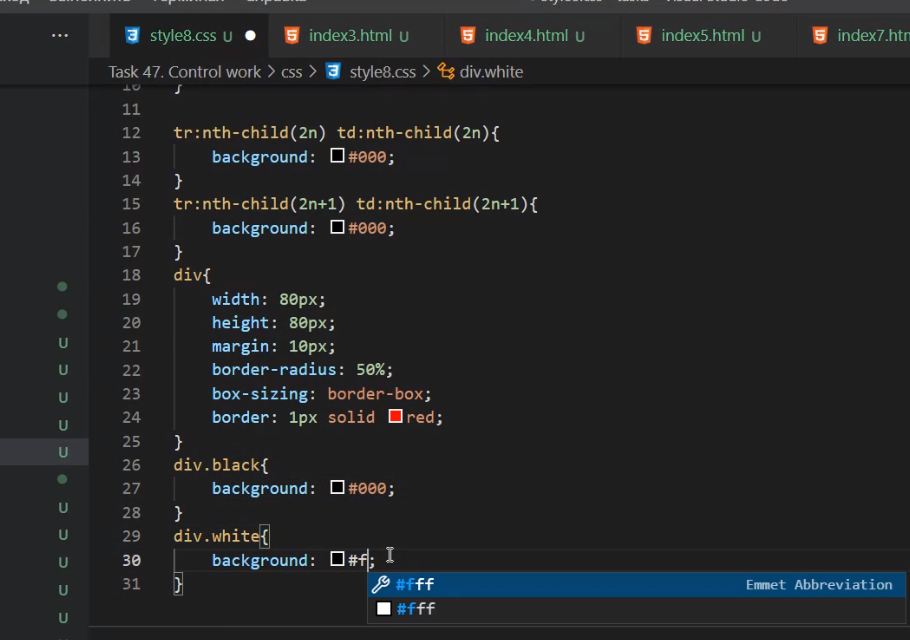 style8.css U
index3.html U
index4.html U
index5.html U
Task 47. Control work > css > style8.css > div.white
10 }
11
12 tr:nth-child(2n) td:nth-child(2n){
13 background: #000;
14 }
15 tr:nth-child(2n+1) td:nth-child(2n+1){
16 background: #000;
17 }
18 div{
19 width: 80px;
20 height: 80px;
21 margin: 10px;
22 border-radius: 50%;
23 box-sizing: border-box;
24 border: 1px solid red;
25 }
26 div.black{
27 background: #000;
28 }
29 div.white{
30 background: #f;
31 }
#fff Emmet Abbreviation
#fff
U
U
U
U
U
U
U
U
U
U